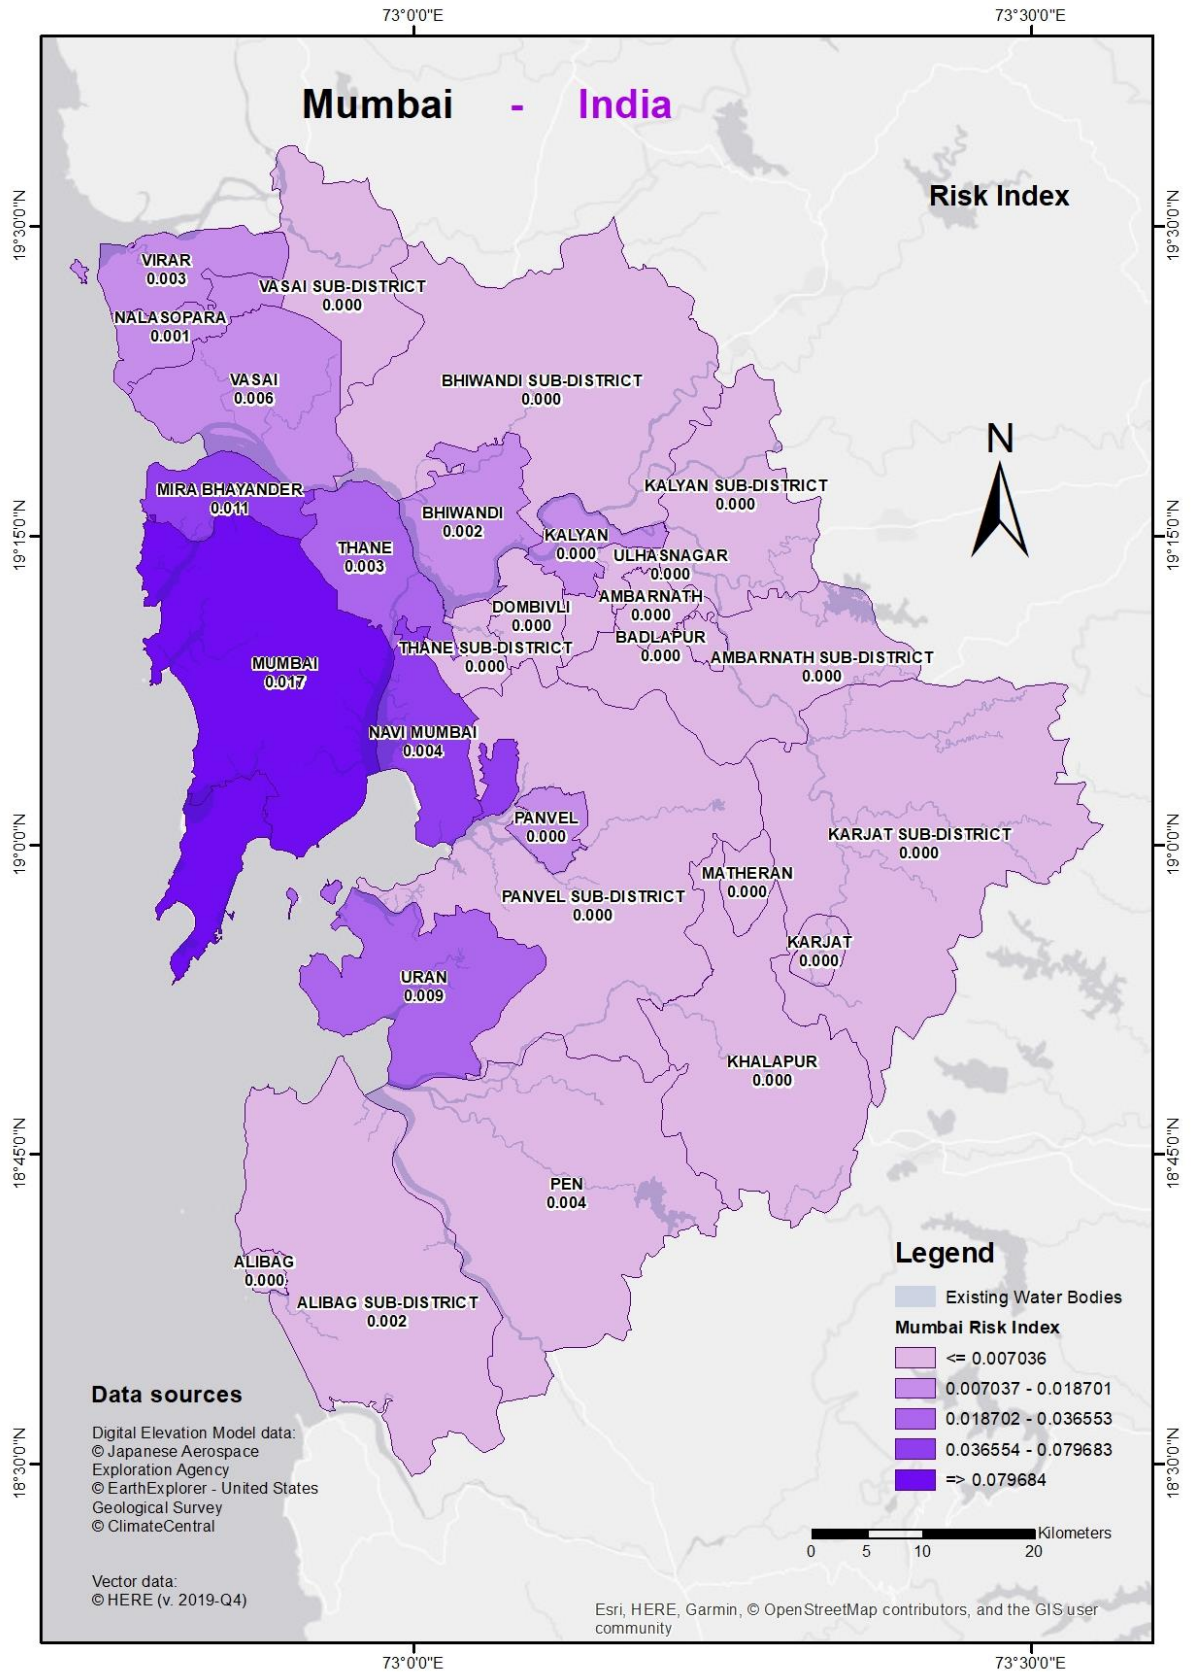 73°0'0"E
73°30'0"E
Mumbai - India
Risk Index
19°30'0"N
19°30'0"N
VIRAR
0.003
VASAI SUB-DISTRICT
0.000
NALASOPARA
0.001
VASAI
0.006
BHIWANDI SUB-DISTRICT
0.000
N
MIRA BHAYANDER
0.011
KALYAN SUB-DISTRICT
0.000
BHIWANDI
0.002
19°15'0"N
19°15'0"N
THANE
0.003
KALYAN
0.000
ULHASNAGAR
0.000
AMBARNATH
0.000
DOMBIVLI
0.000
BADLAPUR
0.000
THANE SUB-DISTRICT
0.000
AMBARNATH SUB-DISTRICT
0.000
MUMBAI
0.017
NAVI MUMBAI
0.004
PANVEL
0.000
19°0'0"N
19°0'0"N
KARJAT SUB-DISTRICT
0.000
MATHERAN
0.000
PANVEL SUB-DISTRICT
0.000
KARJAT
0.000
URAN
0.009
KHALAPUR
0.000
18°45'0"N
18°45'0"N
PEN
0.004
ALIBAG
0.000
ALIBAG SUB-DISTRICT
0.002
Legend
Existing Water Bodies
Mumbai Risk Index
<= 0.007036
0.007037 - 0.018701
0.018702 - 0.036553
0.036554 - 0.079683
=> 0.079684
18°30'0"N
18°30'0"N
Data sources
Digital Elevation Model data:
© Japanese Aerospace
Exploration Agency
© EarthExplorer - United States
Geological Survey
© ClimateCentral
Vector data:
© HERE (v. 2019-Q4)
Kilometers
0 5 10 20
Esri, HERE, Garmin, © OpenStreetMap contributors, and the GIS user
community
73°0'0"E
73°30'0"E